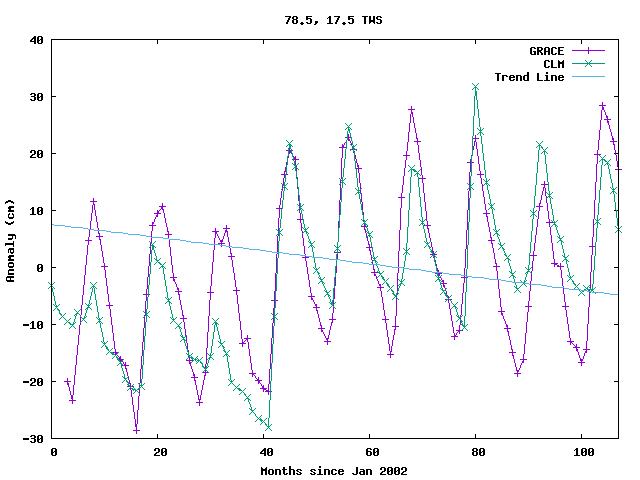 78.5, 17.5 TWS
GRACE
CLM
Trend Line
40
30
20
10
0
-10
-20
-30
Anomaly (cm)
0 20 40 60 80 100
Months since Jan 2002